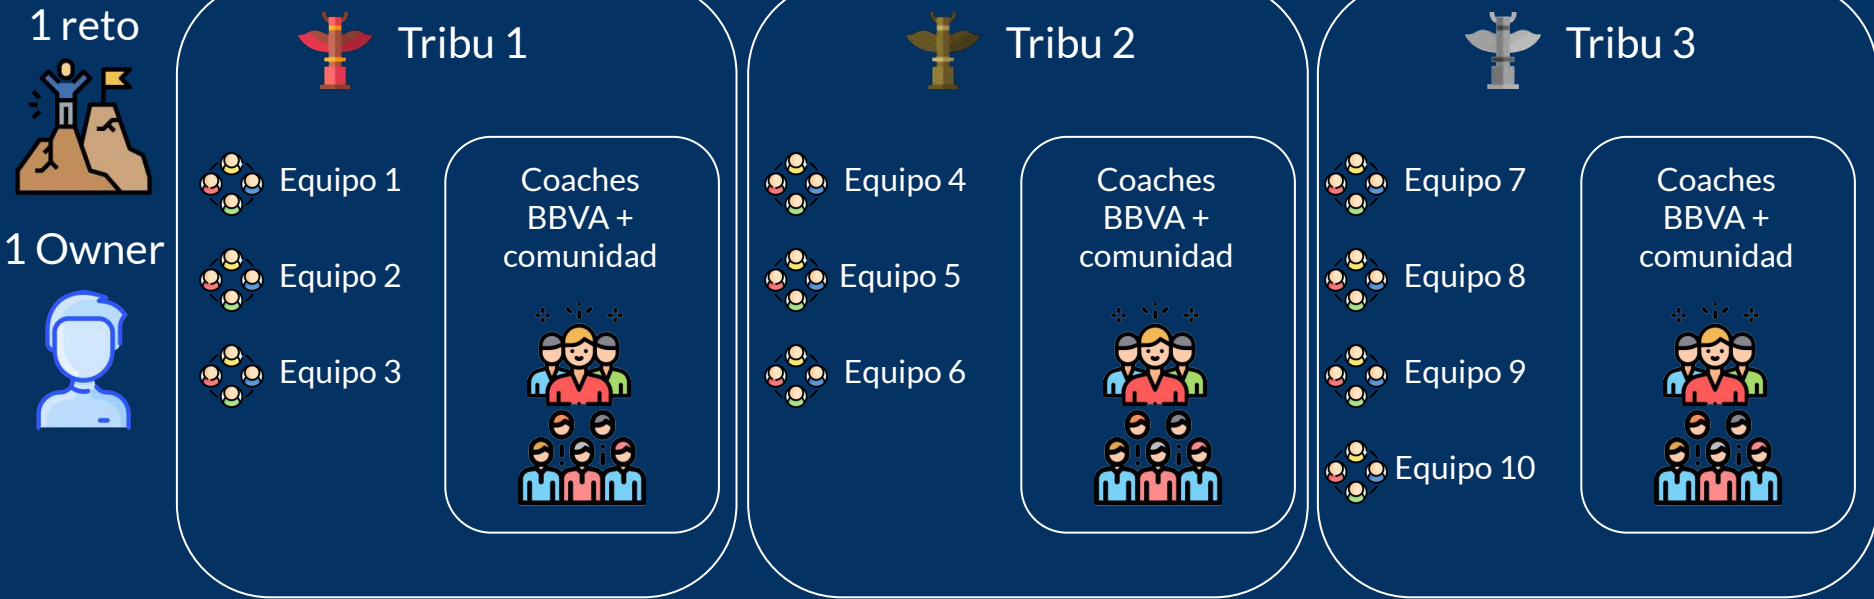 1 reto
1 Owner
Tribu 1
Equipo 1
Equipo 2
Equipo 3
Coaches
BBVA +
comunidad
Tribu 2
Equipo 4
Equipo 5
Equipo 6
Coaches
BBVA +
comunidad
Tribu 3
Equipo 7
Equipo 8
Equipo 9
Equipo 10
Coaches
BBVA +
comunidad